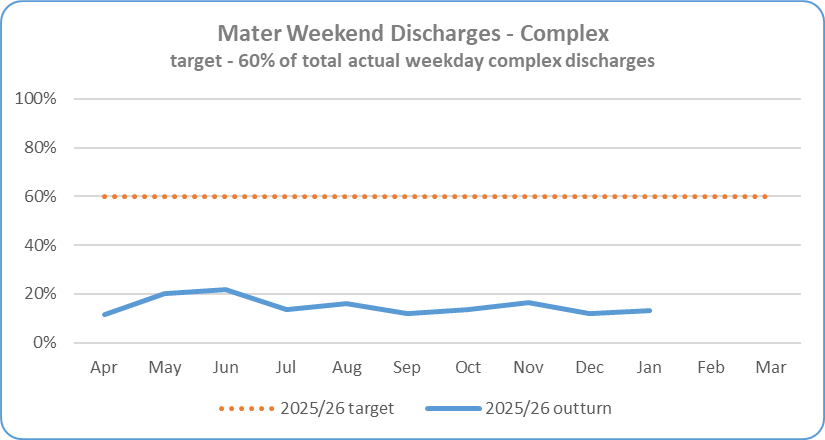 Mater Weekend Discharges - Complex
target - 60% of total actual weekday complex discharges
100%
80%
60%
40%
20%
0%
Apr May Jun Jul Aug Sep Oct Nov Dec Jan Feb Mar
2025/26 target 2025/26 outturn